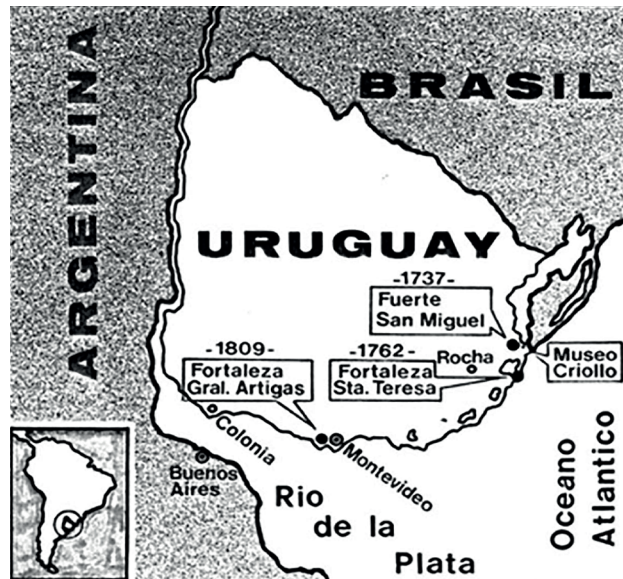 ARGENTINA
BRASIL
URUGUAY
-1737-
Fuerte
San Miguel
-1809-
Fortaleza
Gral. Artigas
-1762-
Fortaleza
Sta. Teresa
Rocha
Museo
Criollo
Colonia
Montevideo
Buenos
Aires
Rio
de la
Plata
Oceano
Atlantico